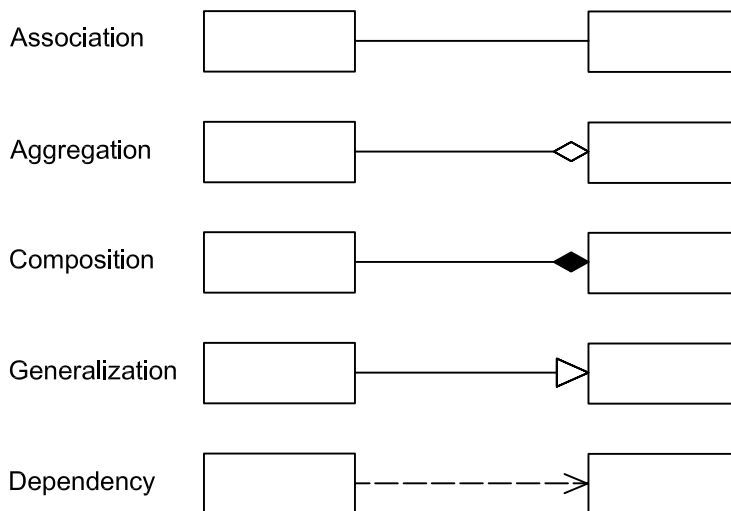 Association
Aggregation
Composition
Generalization
Dependency